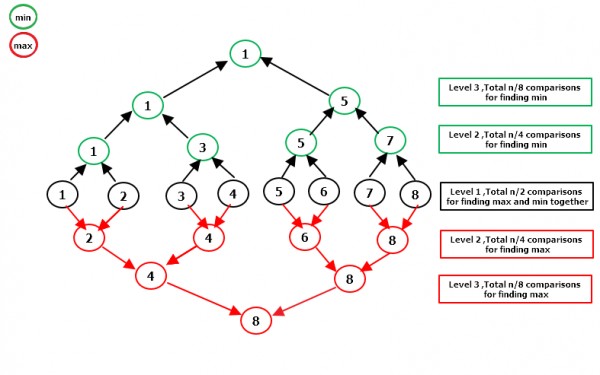 min
max
1
1
5
1
3
5
7
1
2
3
4
5
6
7
8
2
4
6
8
4
8
8
Level 3 ,Total n/8 comparisons
for finding min
Level 2 ,Total n/4 comparisons
for finding min
Level 1 ,Total n/2 comparisons
for finding max and min together
Level 2 ,Total n/4 comparisons
for finding max
Level 3 ,Total n/8 comparisons
for finding max